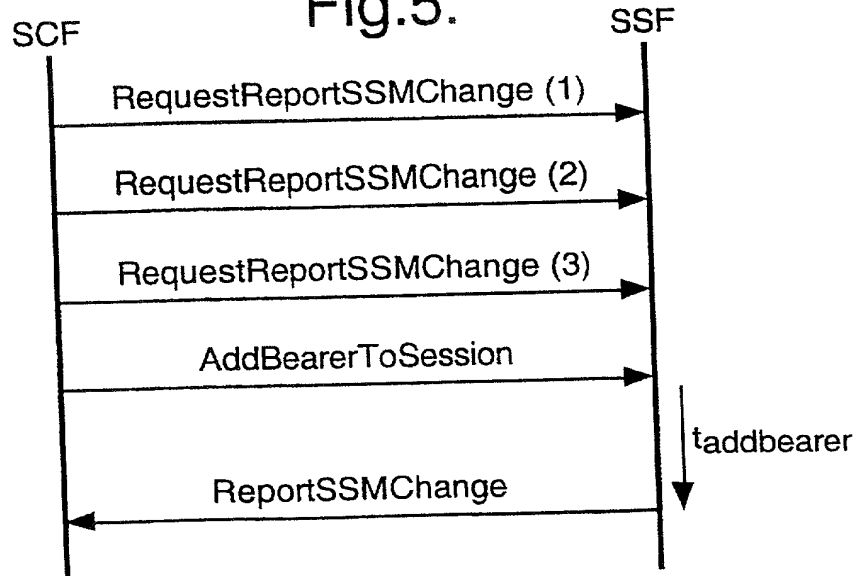 Fig.5.
SCF
SSF
RequestReportSSMChange (1)
RequestReportSSMChange (2)
RequestReportSSMChange (3)
AddBearerToSession
taddbearer
ReportSSMChange